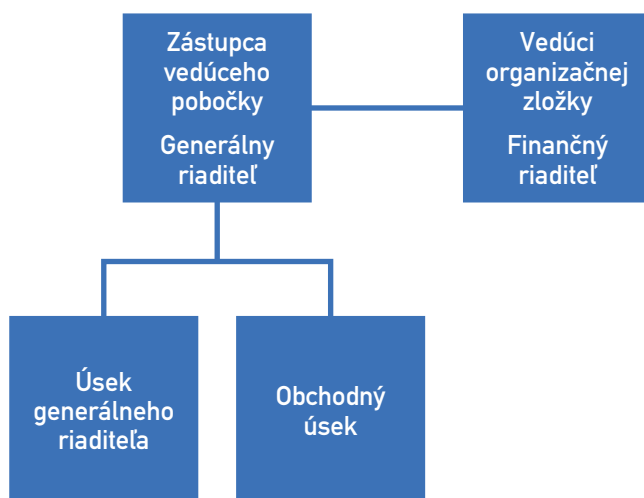 Zástupca
vedúceho
pobočky
Generálny
riaditeľ
Vedúci
organizačnej
zložky
Finančný
riaditeľ
Úsek
generálneho
riaditeľa
Obchodný
úsek